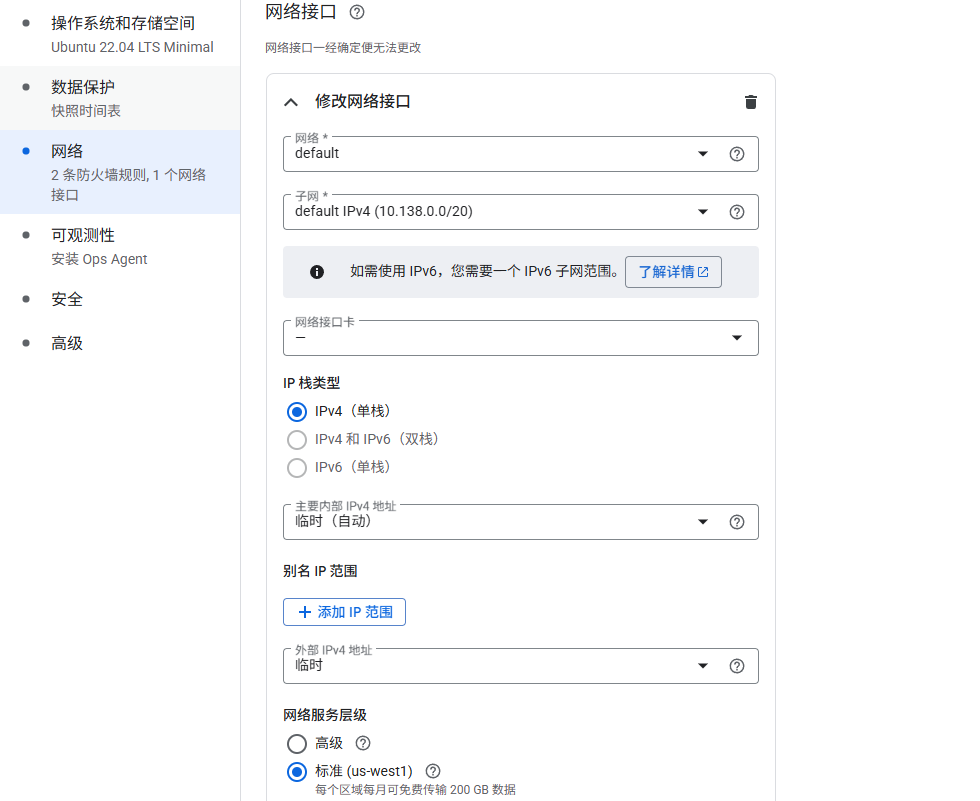 操作系统和存储空间
Ubuntu 22.04 LTS Minimal
数据保护
快照时间表
网络
2 条防火墙规则, 1 个网络
接口
可观测性
安装 Ops Agent
安全
高级
网络接口
网络接口一经确定便无法更改
修改网络接口
网络 *
default
子网 *
default IPv4 (10.138.0.0/20)
如需使用 IPv6，您需要一个 IPv6 子网范围。 了解详情
网络接口卡
—
IP 栈类型
IPv4（单栈）
IPv4 和 IPv6（双栈）
IPv6（单栈）
主要内部 IPv4 地址
临时（自动）
别名 IP 范围
添加 IP 范围
外部 IPv4 地址
临时
网络服务层级
高级
标准 (us-west1)
每个区域每月可免费传输 200 GB 数据